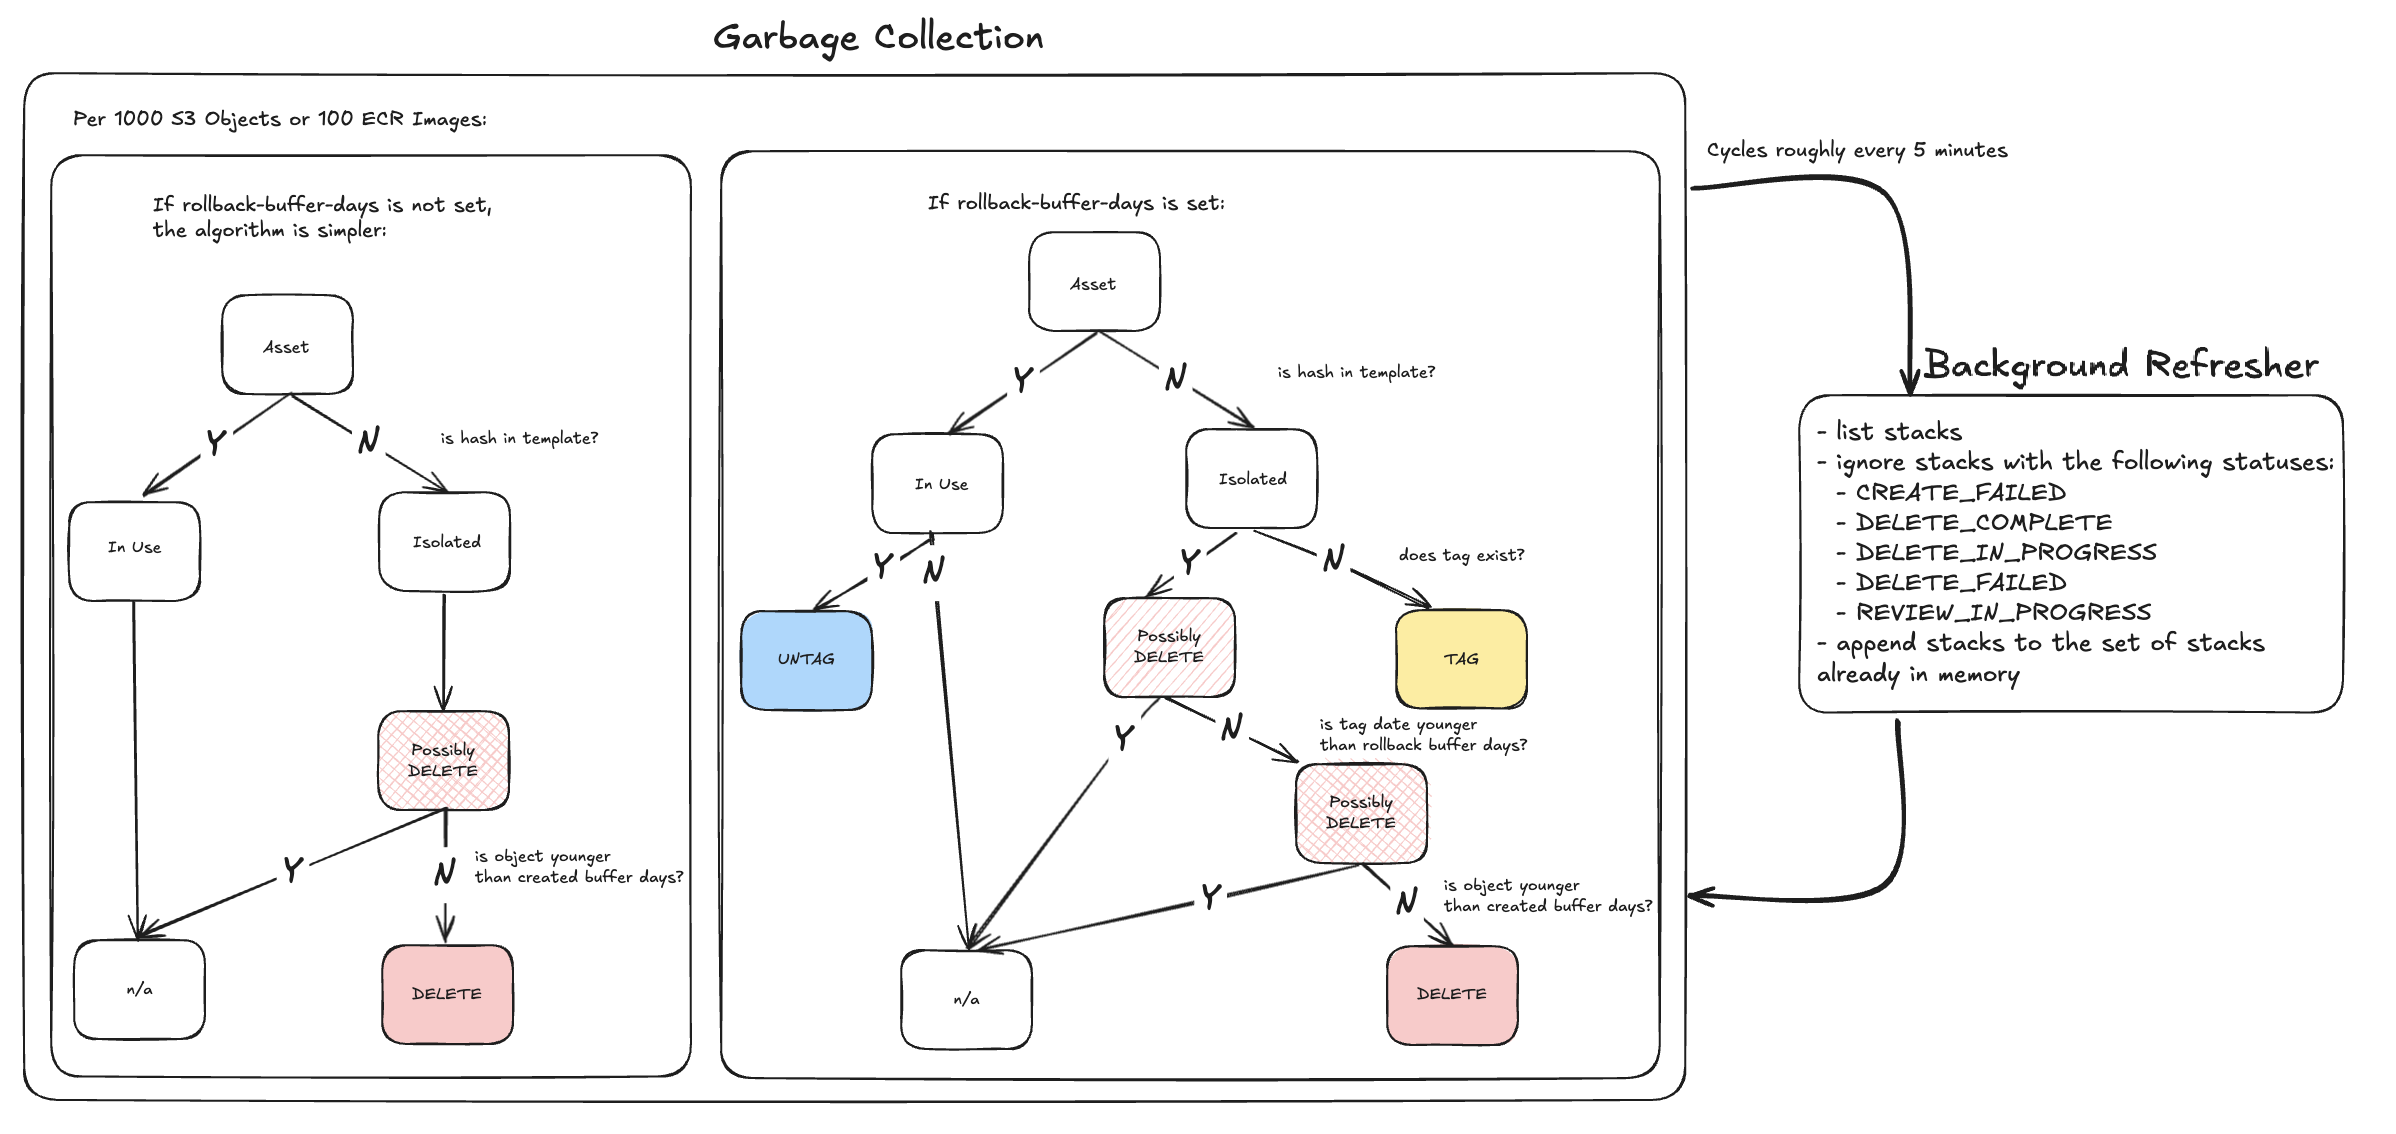 Garbage Collection
Per 1000 S3 Objects or 100 ECR Images:
If rollback-buffer-days is not set,
the algorithm is simpler:
Asset
Y
N
is hash in template?
In Use
Isolated
Possibly
DELETE
Y
N
is object younger
than created buffer days?
n/a
DELETE
If rollback-buffer-days is set:
Asset
Y
N
is hash in template?
In Use
Isolated
Y
N
Y
N
does tag exist?
UNTAG
Possibly
DELETE
TAG
Y
N
is tag date younger
than rollback buffer days?
Possibly
DELETE
Y
N
is object younger
than created buffer days?
n/a
DELETE
Cycles roughly every 5 minutes
Background Refresher
- list stacks
- ignore stacks with the following statuses:
- CREATE_FAILED
- DELETE_COMPLETE
- DELETE_IN_PROGRESS
- DELETE_FAILED
- REVIEW_IN_PROGRESS
- append stacks to the set of stacks
already in memory